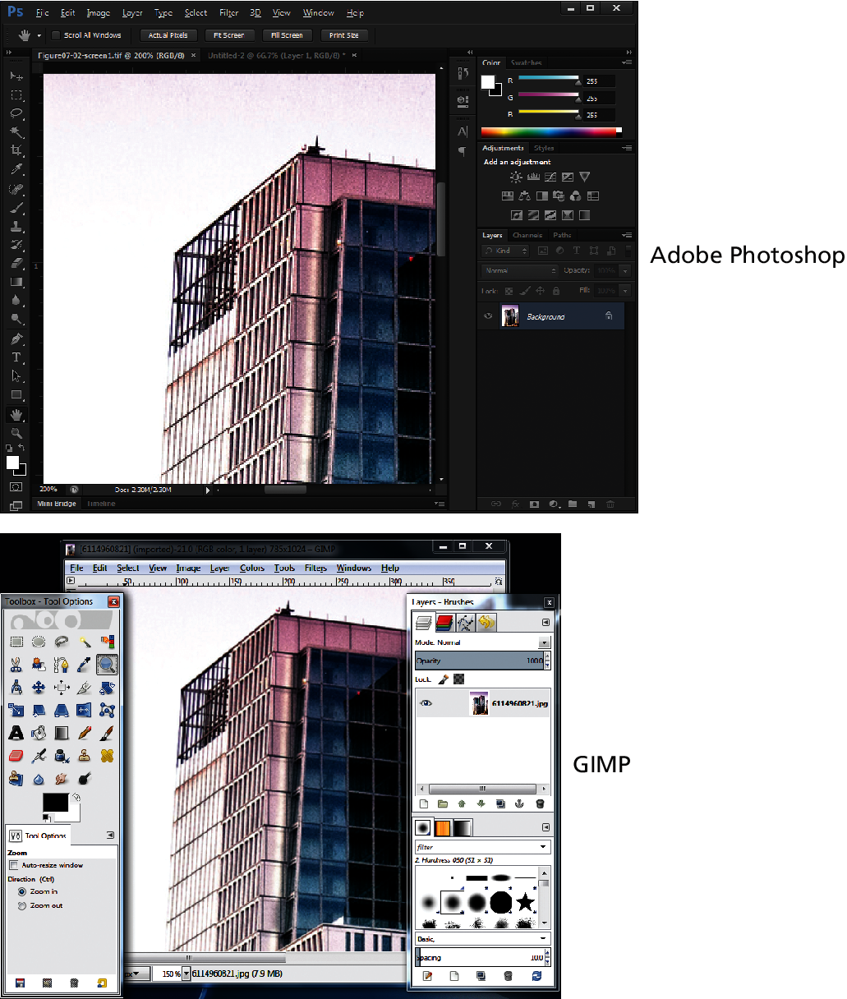 Ps File Edit Image Layer Type Select Filter 3D View Window Help
Scroll All Windows Actual Pixels Fit Screen Fill Screen Print Size
Figure07-02-screen1.tif @ 200% (RGB/8) × Untitled-2 @ 66.7% (Layer 1, RGB/8) * ×
Color Swatches
R 255
G 255
B 255
Adjustments Styles
Add an adjustment
Layers Channels Paths
Kind
Normal Opacity: 100%
Lock: Fill: 100%
Background
1
200% Doc: 2.30M/2.30M
Mini Bridge Timeline
Adobe Photoshop
[6114960821] (imported)-21.0 (RGB color, 1 layer) 785x1024 – GIMP
File Edit Select View Image Layer Colors Tools Filters Windows Help
50 100 150 200 250 300 350
Toolbox - Tool Options
Tool Options
Zoom
Auto-resize window
Direction (Ctrl)
Zoom in
Zoom out
Layers - Brushes
Mode: Normal
Opacity 100.0
Lock:
6114960821.jpg
filter
2. Hardness 050 (51 × 51)
Basic,
Spacing 10.0
px 150 % 6114960821.jpg (7.9 MB)
GIMP